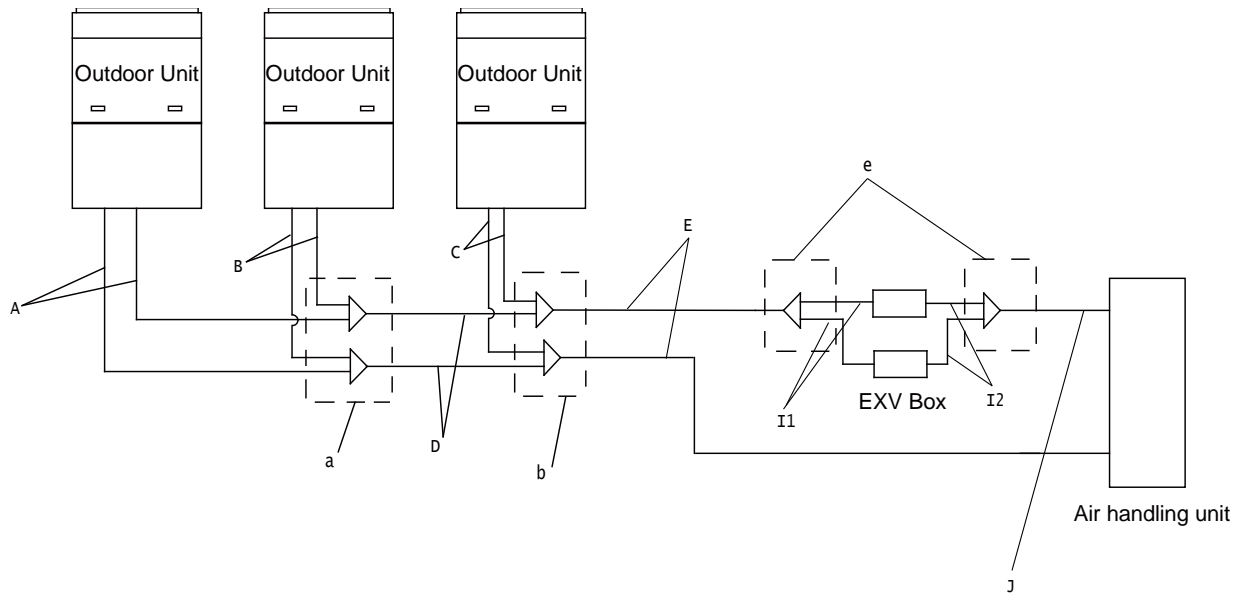 Outdoor Unit
Outdoor Unit
Outdoor Unit
e
E
C
B
A
I1
EXV Box
I2
D
a
b
Air handling unit
J